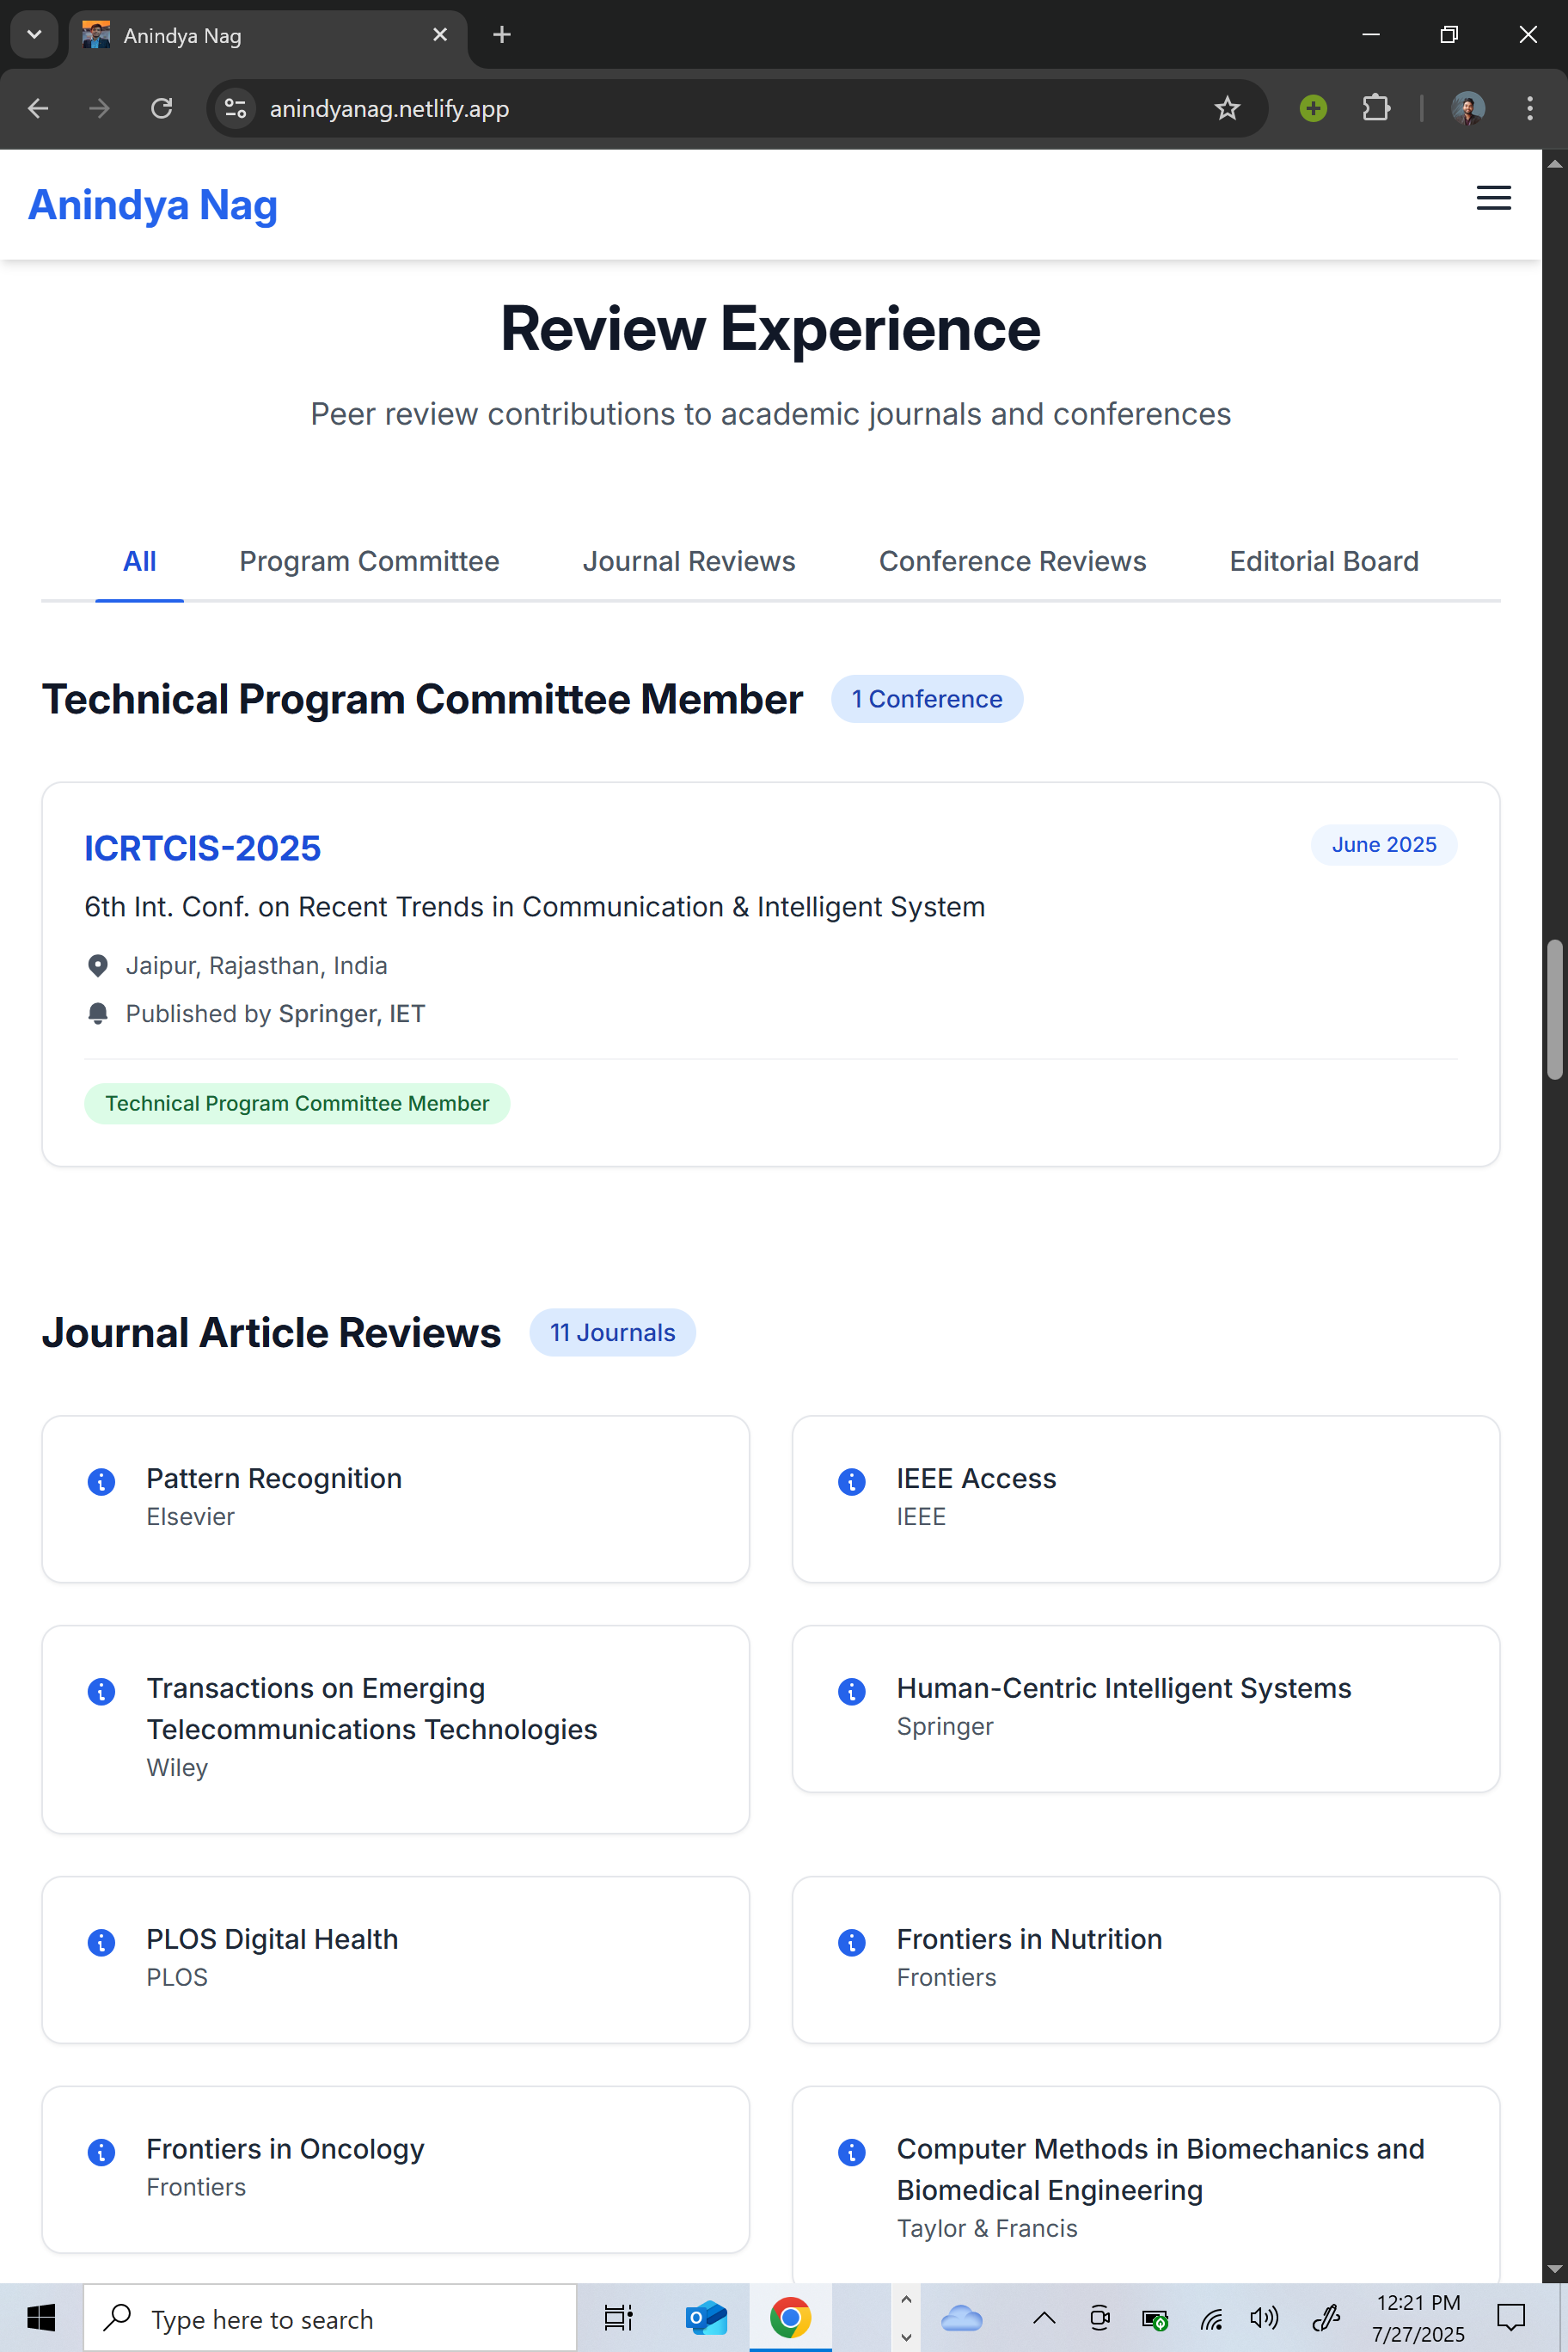 Anindya Nag
anindyanag.netlify.app
Anindya Nag
Review Experience
Peer review contributions to academic journals and conferences
All
Program Committee
Journal Reviews
Conference Reviews
Editorial Board
Technical Program Committee Member
1 Conference
ICRTCIS-2025
June 2025
6th Int. Conf. on Recent Trends in Communication & Intelligent System
Jaipur, Rajasthan, India
Published by Springer, IET
Technical Program Committee Member
Journal Article Reviews
11 Journals
Pattern Recognition
Elsevier
IEEE Access
IEEE
Transactions on Emerging
Telecommunications Technologies
Wiley
Human-Centric Intelligent Systems
Springer
PLOS Digital Health
PLOS
Frontiers in Nutrition
Frontiers
Frontiers in Oncology
Frontiers
Computer Methods in Biomechanics and
Biomedical Engineering
Taylor & Francis
Type here to search
12:21 PM
7/27/2025